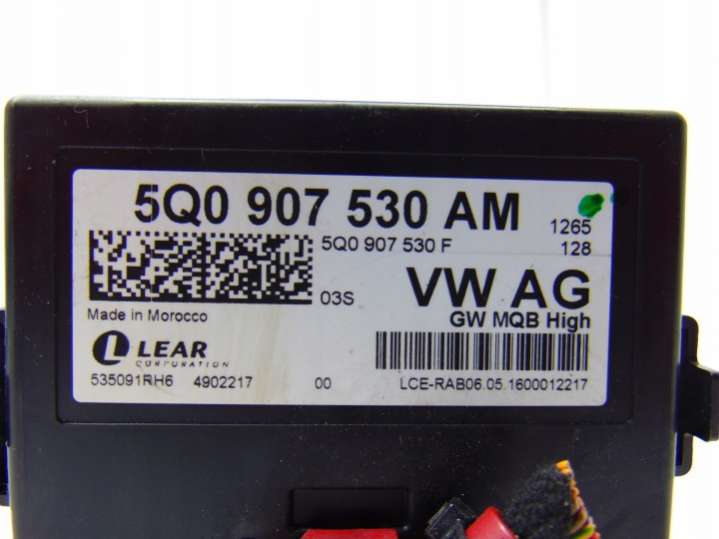 5Q0 907 530 AM
1265
5Q0 907 530 F
128
03S
VW AG
GW MQB High
Made in Morocco
LEAR
CORPORATION
535091RH6 4902217 00 LCE-RAB06.05.1600012217